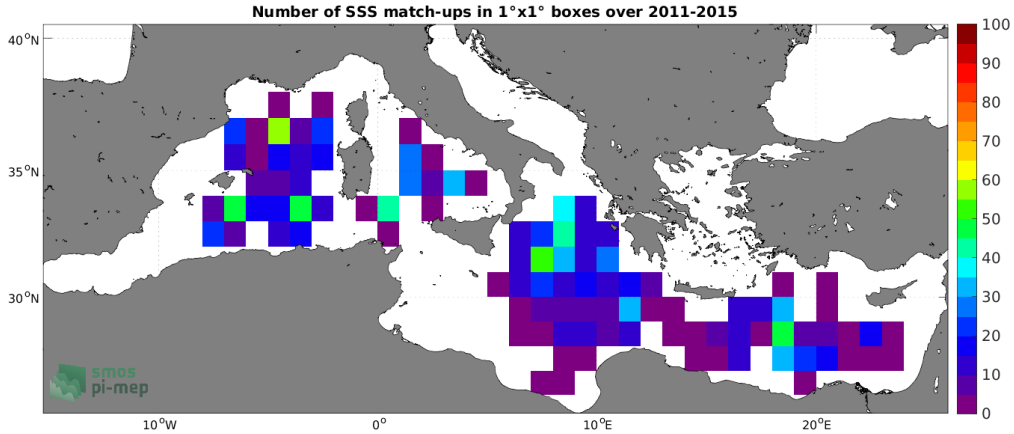 Number of SSS match-ups in 1°x1° boxes over 2011-2015
40°N
35°N
30°N
10°W
0°
10°E
20°E
100
90
80
70
60
50
40
30
20
10
0
smos
pi-mep